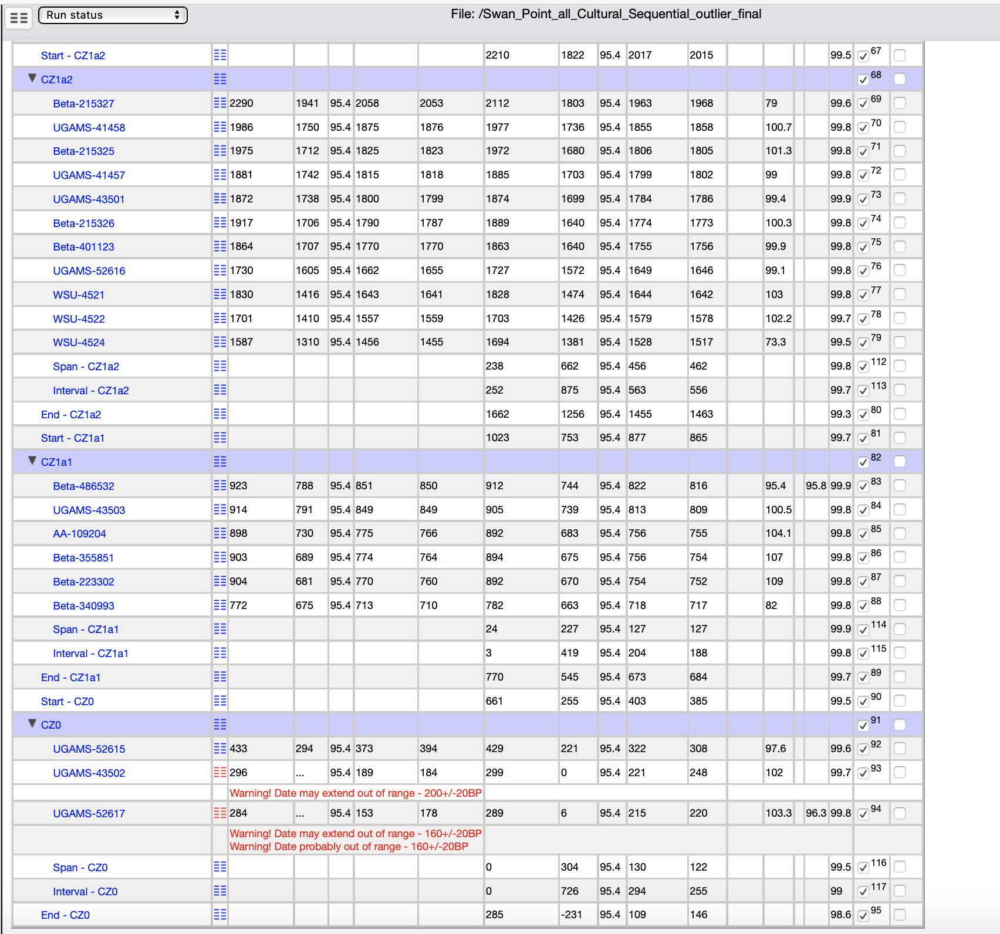 Run status
File: /Swan_Point_all_Cultural_Sequential_outlier_final
Start - CZ1a2 2210 1822 95.4 2017 2015 99.5 67
CZ1a2 68
Beta-215327 2290 1941 95.4 2058 2053 2112 1803 95.4 1963 1968 79 99.6 69
UGAMS-41458 1986 1750 95.4 1875 1876 1977 1736 95.4 1855 1858 100.7 99.8 70
Beta-215325 1975 1712 95.4 1825 1823 1972 1680 95.4 1806 1805 101.3 99.8 71
UGAMS-41457 1881 1742 95.4 1815 1818 1885 1703 95.4 1799 1802 99 99.8 72
UGAMS-43501 1872 1738 95.4 1800 1799 1874 1699 95.4 1784 1786 99.4 99.9 73
Beta-215326 1917 1706 95.4 1790 1787 1889 1640 95.4 1774 1773 100.3 99.8 74
Beta-401123 1864 1707 95.4 1770 1770 1863 1640 95.4 1755 1756 99.9 99.8 75
UGAMS-52616 1730 1605 95.4 1662 1655 1727 1572 95.4 1649 1646 99.1 99.8 76
WSU-4521 1830 1416 95.4 1643 1641 1828 1474 95.4 1644 1642 103 99.8 77
WSU-4522 1701 1410 95.4 1557 1559 1703 1426 95.4 1579 1578 102.2 99.7 78
WSU-4524 1587 1310 95.4 1456 1455 1694 1381 95.4 1528 1517 73.3 99.5 79
Span - CZ1a2 238 662 95.4 456 462 99.8 112
Interval - CZ1a2 252 875 95.4 563 556 99.7 113
End - CZ1a2 1662 1256 95.4 1455 1463 99.3 80
Start - CZ1a1 1023 753 95.4 877 865 99.7 81
CZ1a1 82
Beta-486532 923 788 95.4 851 850 912 744 95.4 822 816 95.4 95.8 99.9 83
UGAMS-43503 914 791 95.4 849 849 905 739 95.4 813 809 100.5 99.8 84
AA-109204 898 730 95.4 775 766 892 683 95.4 756 755 104.1 99.8 85
Beta-355851 903 689 95.4 774 764 894 675 95.4 756 754 107 99.8 86
Beta-223302 904 681 95.4 770 760 892 670 95.4 754 752 109 99.8 87
Beta-340993 772 675 95.4 713 710 782 663 95.4 718 717 82 99.8 88
Span - CZ1a1 24 227 95.4 127 127 99.9 114
Interval - CZ1a1 3 419 95.4 204 188 99.8 115
End - CZ1a1 770 545 95.4 673 684 99.7 89
Start - CZ0 661 255 95.4 403 385 99.5 90
CZ0 91
UGAMS-52615 433 294 95.4 373 394 429 221 95.4 322 308 97.6 99.6 92
UGAMS-43502 296 ... 95.4 189 184 299 0 95.4 221 248 102 99.7 93
Warning! Date may extend out of range - 200+/-20BP
UGAMS-52617 284 ... 95.4 153 178 289 6 95.4 215 220 103.3 96.3 99.8 94
Warning! Date may extend out of range - 160+/-20BP
Warning! Date probably out of range - 160+/-20BP
Span - CZ0 0 304 95.4 130 122 99.5 116
Interval - CZ0 0 726 95.4 294 255 99 117
End - CZ0 285 -231 95.4 109 146 98.6 95